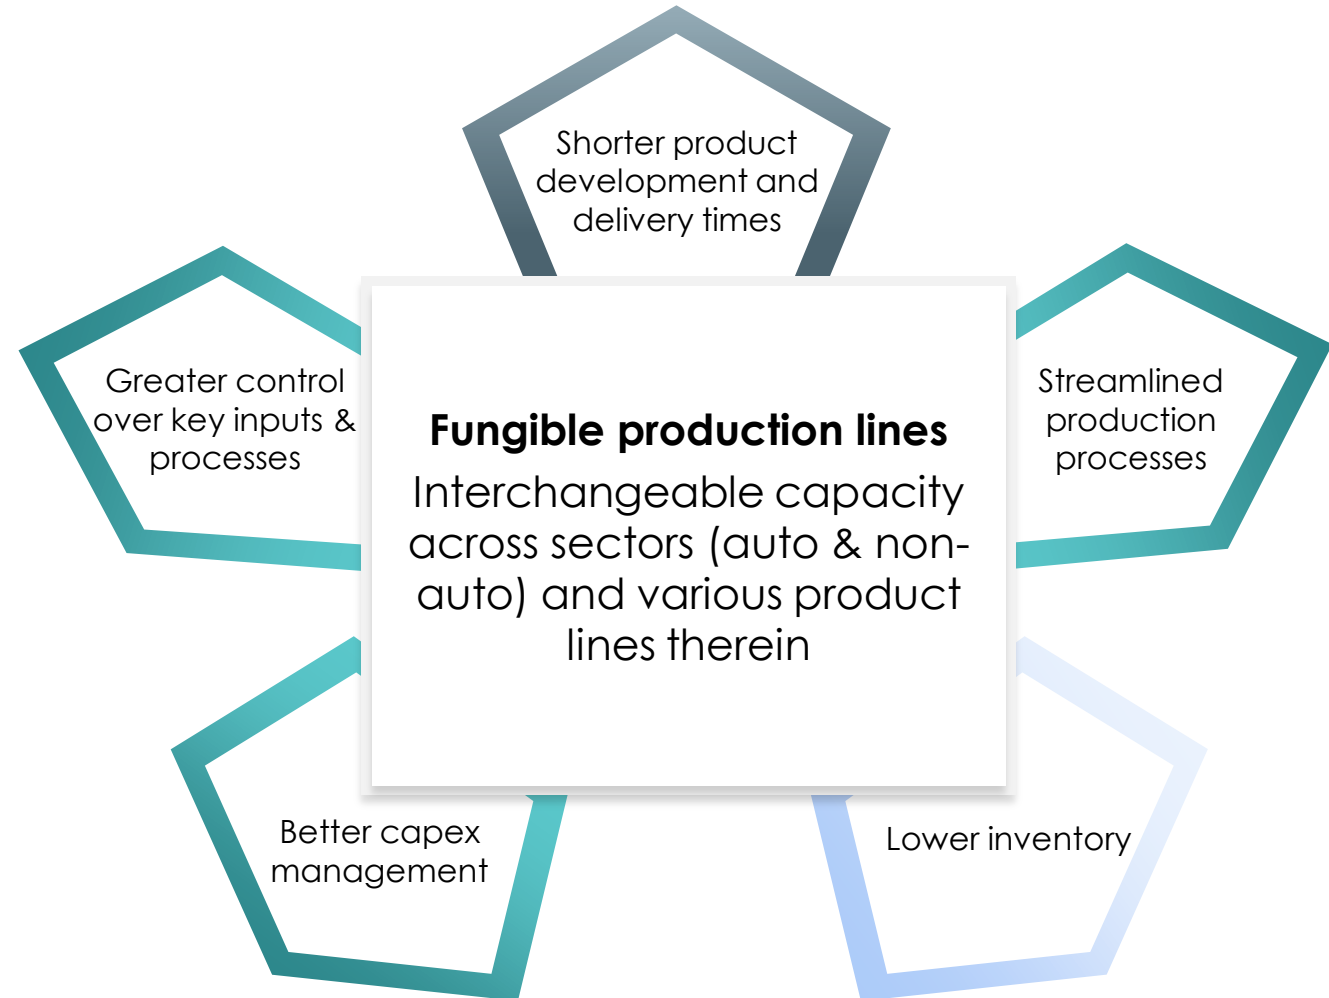 Shorter product
development and
delivery times
Greater control
over key inputs &
processes
Streamlined
production
processes
Fungible production lines
Interchangeable capacity
across sectors (auto & non-
auto) and various product
lines therein
Better capex
management
Lower inventory